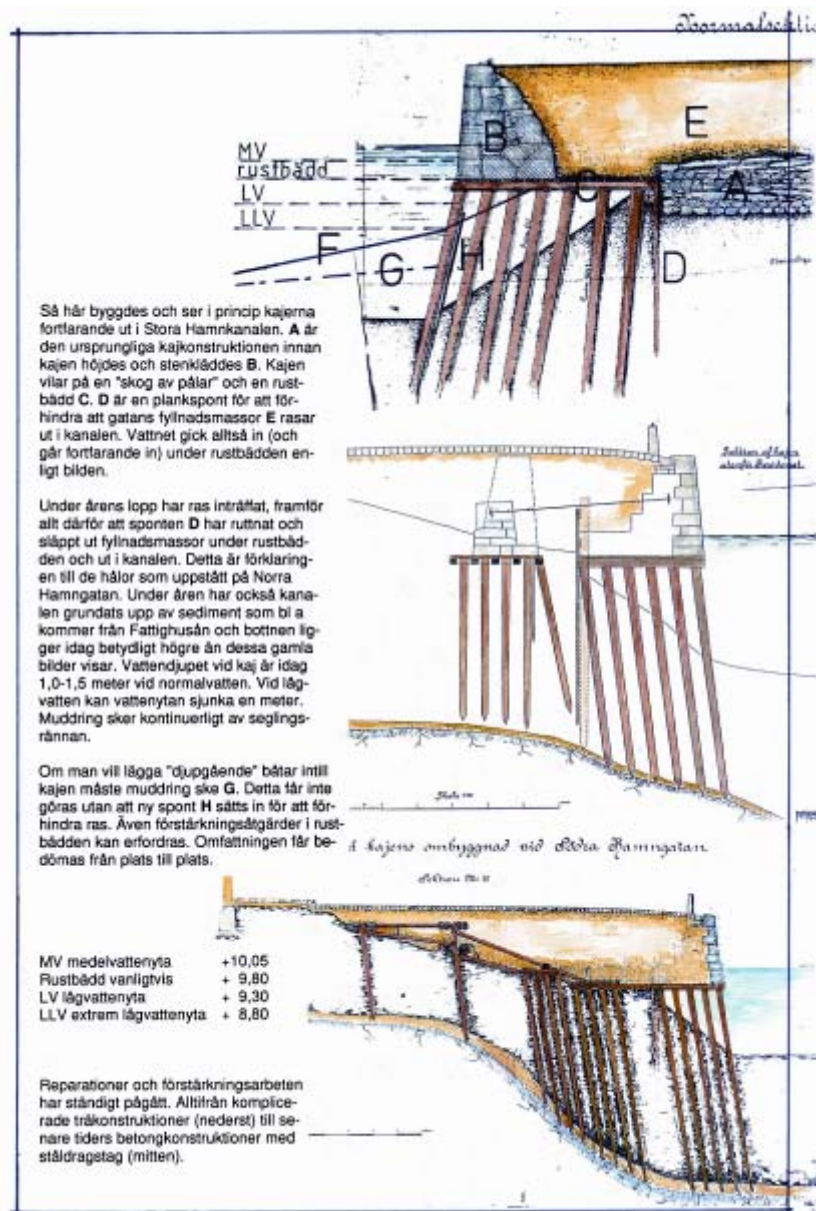 Normalsektio
B
E
MV
rustbädd
C
A
LV
LLV
F
G
H
D
Så här byggdes och ser i princip kajerna
fortfarande ut i Stora Hamnkanalen. A är
den ursprungliga kajkonstruktionen innan
kajen höjdes och stenkläddes B. Kajen
vilar på en "skog av pålar" och en rust-
bädd C. D är en plankspont för att för-
hindra att gatans fyllnadsmassor E rasar
ut i kanalen. Vattnet gick alltså in (och
går fortfarande in) under rustbädden en-
ligt bilden.
Under årens lopp har ras inträffat, framför
allt därför att sponten D har ruttnat och
släppt ut fyllnadsmassor under rustbäd-
den och ut i kanalen. Detta är förklaring-
en till de hålor som uppstått på Norra
Hamngatan. Under åren har också kana-
len grundats upp av sediment som bl a
kommer från Fattighusån och bottnen lig-
ger idag betydligt högre än dessa gamla
bilder visar. Vattendjupet vid kaj är idag
1,0-1,5 meter vid normalvatten. Vid låg-
vatten kan vattenytan sjunka en meter.
Muddring sker kontinuerligt av seglings-
rännan.
Om man vill lägga "djupgående" båtar intill
kajen måste muddring ske G. Detta får inte
göras utan att ny spont H sätts in för att för-
hindra ras. Även förstärkningsåtgärder i rust-
bädden kan erfordras. Omfattningen får be-
dömas från plats till plats.
kajens ombyggnad vid Södra Hamngatan.
MV medelvattenyta +10,05
Rustbädd vanligtvis + 9,80
LV lågvattenyta + 9,30
LLV extrem lågvattenyta + 8,80
Reparationer och förstärkningsarbeten
har ständigt pågått. Alltifrån komplice-
rade träkonstruktioner (nederst) till se-
nare tiders betongkonstruktioner med
ståldragstag (mitten).